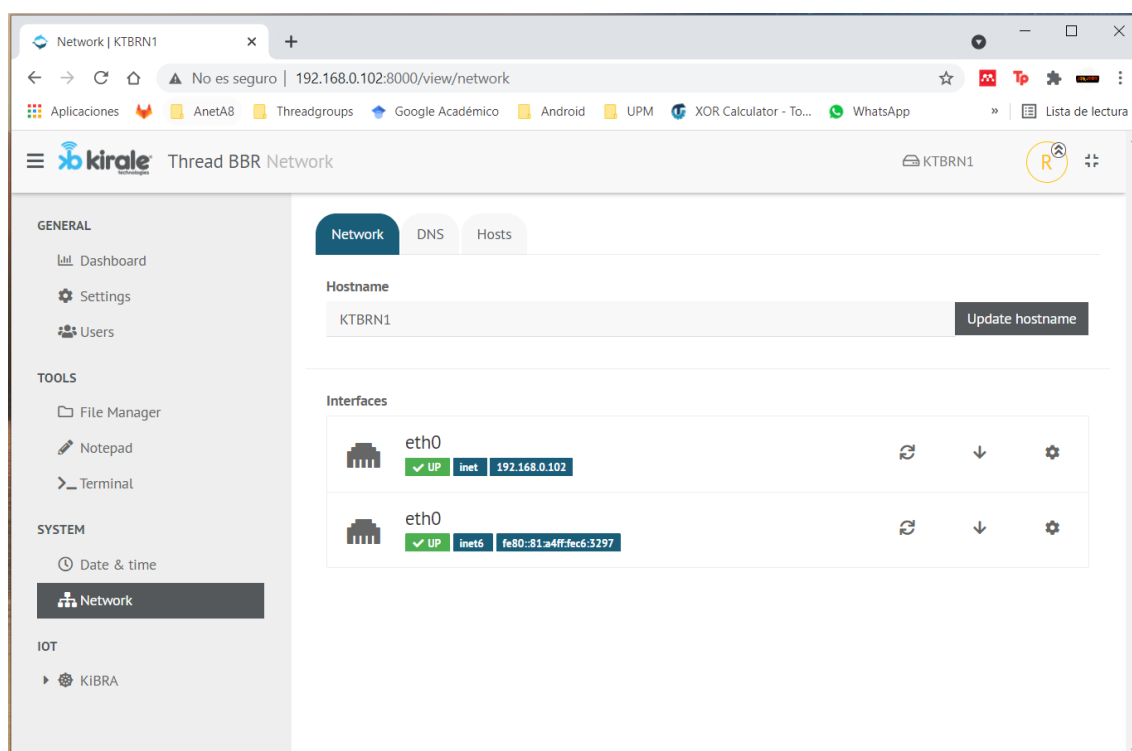 Network | KTBRN1
No es seguro | 192.168.0.102:8000/view/network
Tp
Aplicaciones AnetA8 Threadgroups Google Académico Android UPM XOR Calculator - To... WhatsApp » Lista de lectura
kirale technologies Thread BBR Network KTBRN1 R
GENERAL
Dashboard
Settings
Users
TOOLS
File Manager
Notepad
Terminal
SYSTEM
Date & time
Network
IOT
KiBRA
Network DNS Hosts
Hostname
KTBRN1 Update hostname
Interfaces
eth0
UP inet 192.168.0.102
eth0
UP inet6 fe80::81:a4ff:fec6:3297